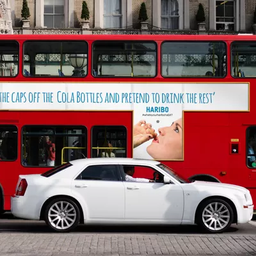 THE CAPS OFF THE COLA BOTTLES AND PRETEND TO DRINK THE REST'
HARIBO